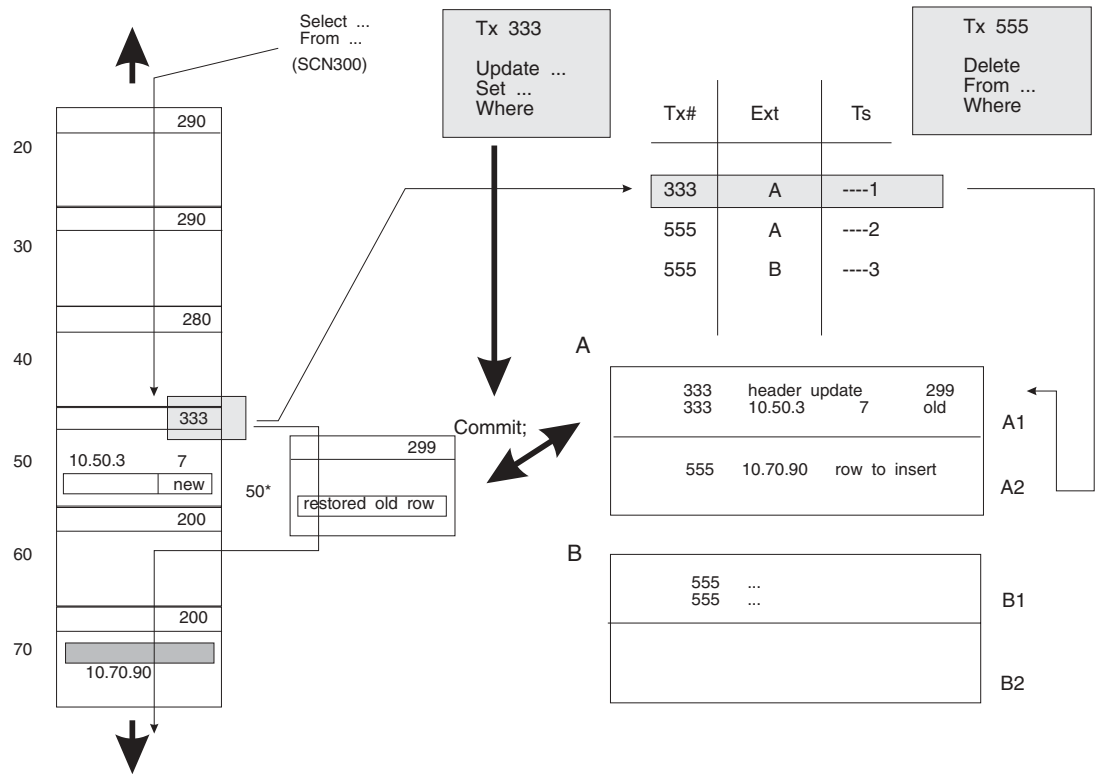 Select ...
From ...
(SCN300)
Tx 333
Update ...
Set ...
Where
Tx 555
Delete
From ...
Where
Tx# Ext Ts
333 A ----1
555 A ----2
555 B ----3
290
20
290
30
280
40
333
50
10.50.3 7
new
200
60
200
70
10.70.90
50*
299
restored old row
Commit;
A
333 header update 299
333 10.50.3 7 old
A1
555 10.70.90 row to insert
A2
B
555 ...
555 ...
B1
B2